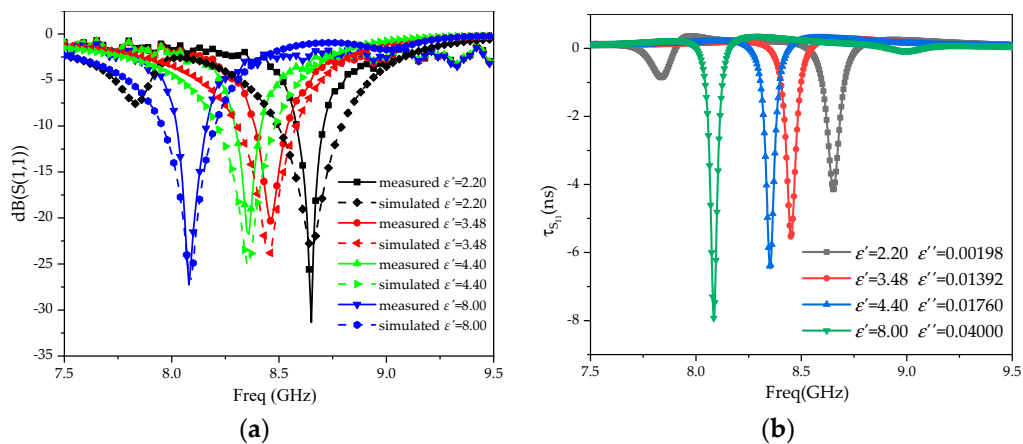 0
-5
-10
-15
-20
-25
-30
-35
dB(S(1,1))
measured ε′=2.20
simulated ε′=2.20
measured ε′=3.48
simulated ε′=3.48
measured ε′=4.40
simulated ε′=4.40
measured ε′=8.00
simulated ε′=8.00
7.5 8.0 8.5 9.0 9.5
Freq (GHz)
(a)
0
-2
-4
-6
-8
τS11(ns)
ε′=2.20 ε′′=0.00198
ε′=3.48 ε′′=0.01392
ε′=4.40 ε′′=0.01760
ε′=8.00 ε′′=0.04000
7.5 8.0 8.5 9.0 9.5
Freq(GHz)
(b)